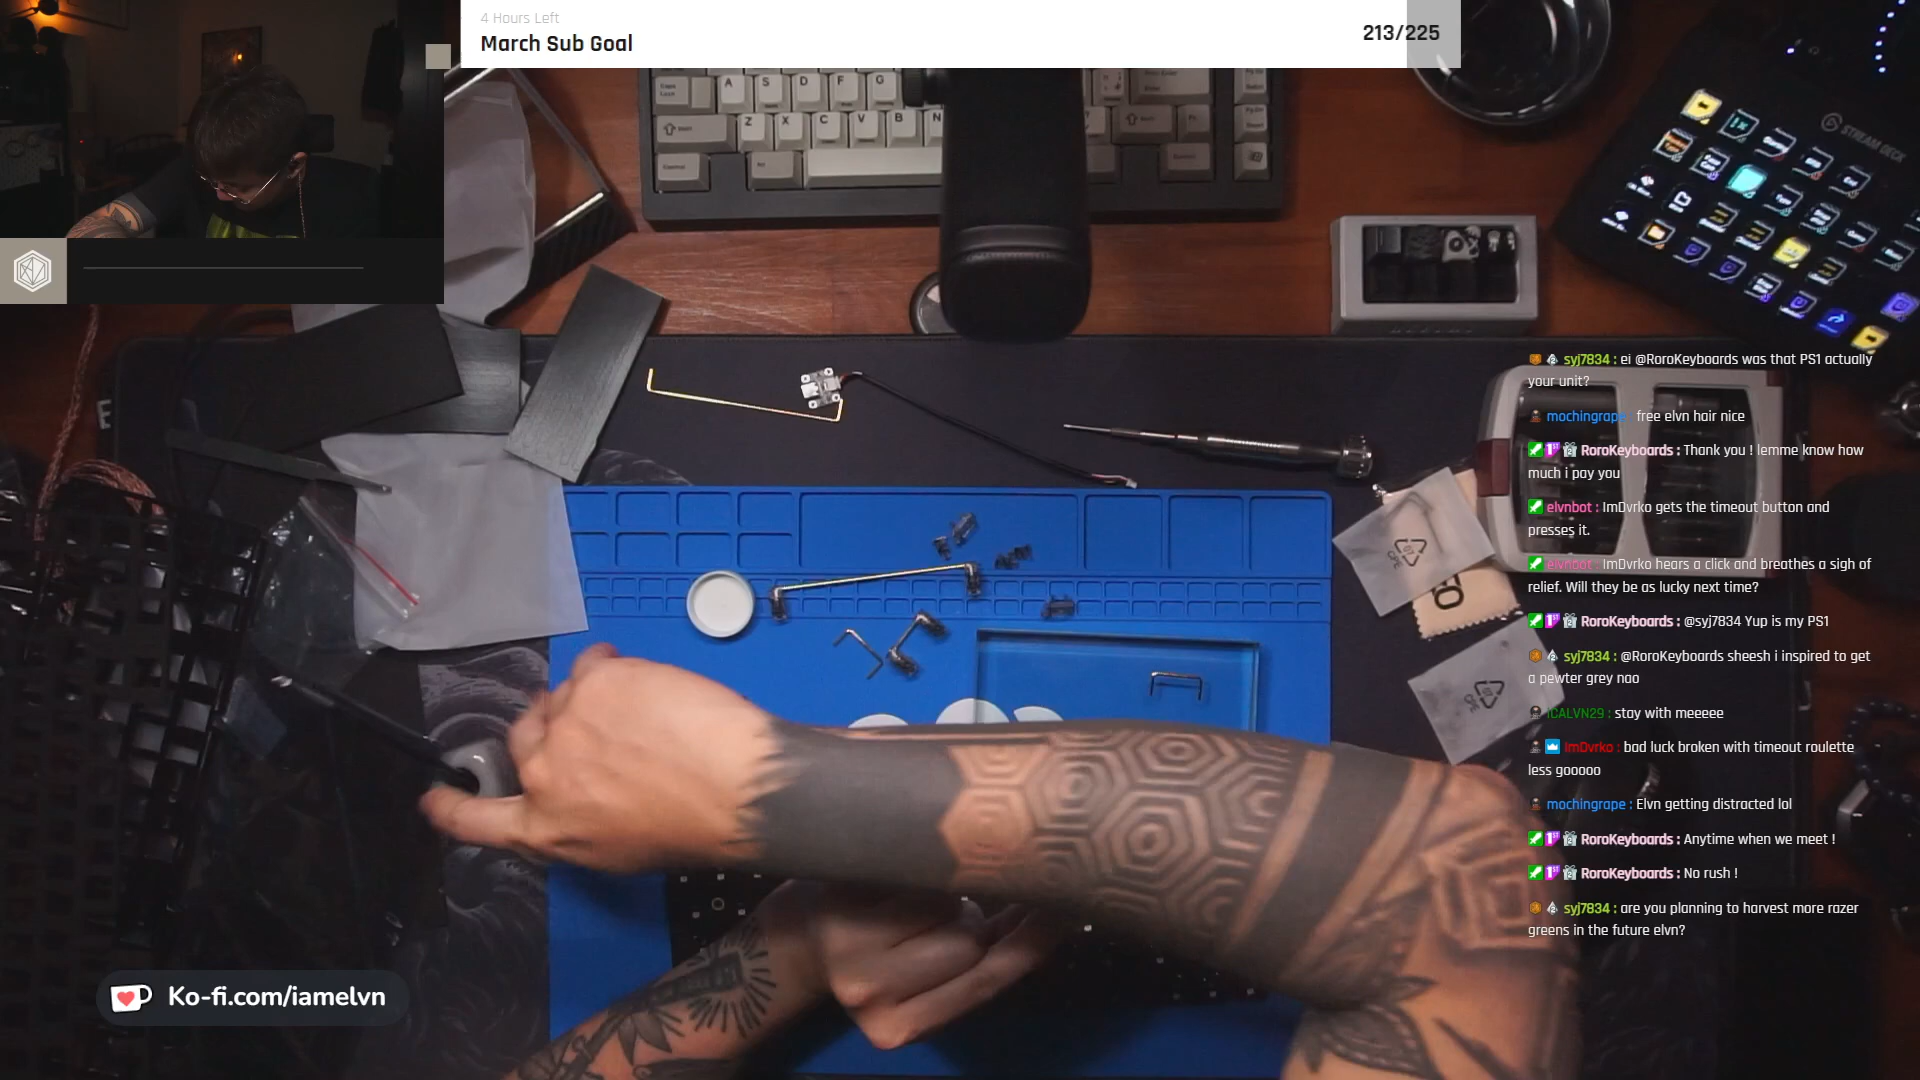 4 Hours Left
March Sub Goal
213/225
A S D F G
Z X C V B N
STREAM DECK
syj7834 : ei @RoroKeyboards was that PS1 actually
your unit?
mochingrape : free elvn hair nice
RoroKeyboards : Thank you ! lemme know how
much i pay you
elvnbot : ImDvrko gets the timeout button and
presses it.
elvnbot : ImDvrko hears a click and breathes a sigh of
relief. Will they be as lucky next time?
RoroKeyboards : @syj7834 Yup is my PS1
syj7834 : @RoroKeyboards sheesh i inspired to get
a pewter grey nao
iCALVN29 : stay with meeeee
ImDvrko : bad luck broken with timeout roulette
less gooooo
mochingrape : Elvn getting distracted lol
RoroKeyboards : Anytime when we meet !
RoroKeyboards : No rush !
syj7834 : are you planning to harvest more razer
greens in the future elvn?
Ko-fi.com/iamelvn